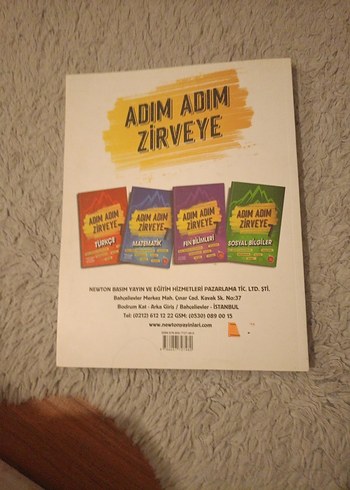 ADIM ADIM
ZİRVEYE
ADIM ADIM
ZİRVEYE
TÜRKÇE
ADIM ADIM
ZİRVEYE
MATEMATİK
ADIM ADIM
ZİRVEYE
FEN BİLİMLERİ
ADIM ADIM
ZİRVEYE
SOSYAL BİLGİLER
NEWTON BASIM YAYIN VE EĞİTİM HİZMETLERİ PAZARLAMA TİC. LTD. ŞTİ.
Bahçelievler Merkez Mah. Çınar Cad. Kavak Sk. No:37
Bodrum Kat - Arka Giriş / Bahçelievler - İSTANBUL
Tel: (0212) 612 12 22 GSM: (0530) 089 00 15
www.newtonyayinlari.com